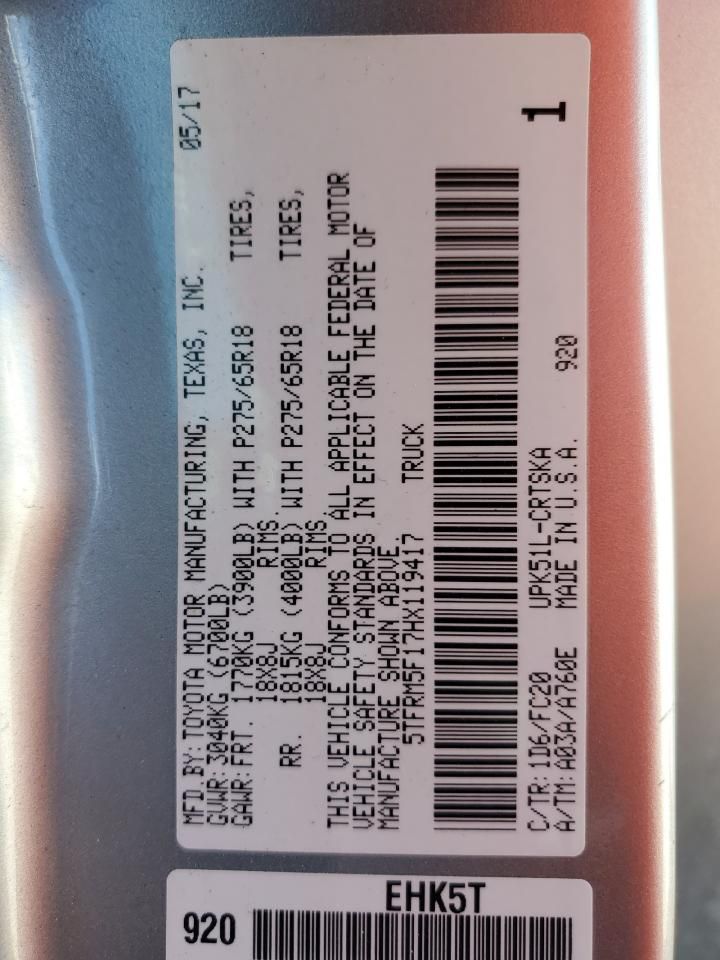 MFD.BY:TOYOTA MOTOR MANUFACTURING, TEXAS, INC. 05/17
GVWR:3040KG (6700LB)
GAWR:FRT. 1770KG (3900LB) WITH P275/65R18 TIRES,
18X8J RIMS.
RR. 1815KG (4000LB) WITH P275/65R18 TIRES,
18X8J RIMS
THIS VEHICLE CONFORMS TO ALL APPLICABLE FEDERAL MOTOR
VEHICLE SAFETY STANDARDS IN EFFECT ON THE DATE OF
MANUFACTURE SHOWN ABOVE.
5TFRM5F17HX119417 TRUCK
C/TR:1D6/FC20 UPK51L-CRTSKA 1
A/TM:A03A/A760E MADE IN U.S.A. 920
EHK5T
920